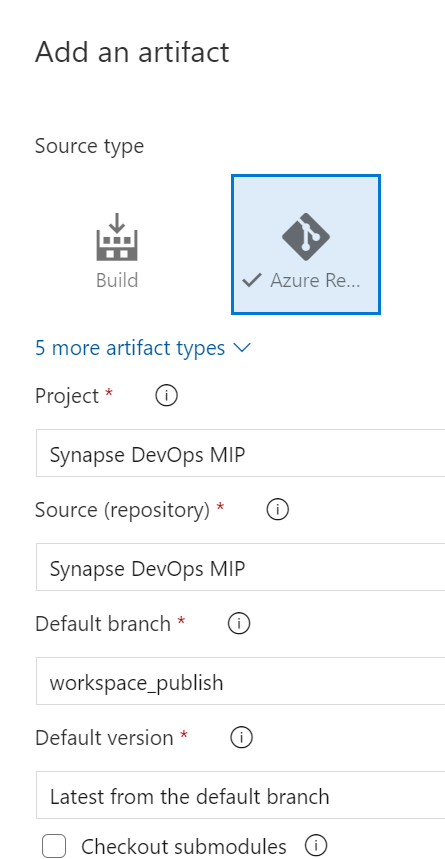 Add an artifact
Source type
Build
Azure Re...
5 more artifact types
Project *
Synapse DevOps MIP
Source (repository) *
Synapse DevOps MIP
Default branch *
workspace_publish
Default version *
Latest from the default branch
Checkout submodules